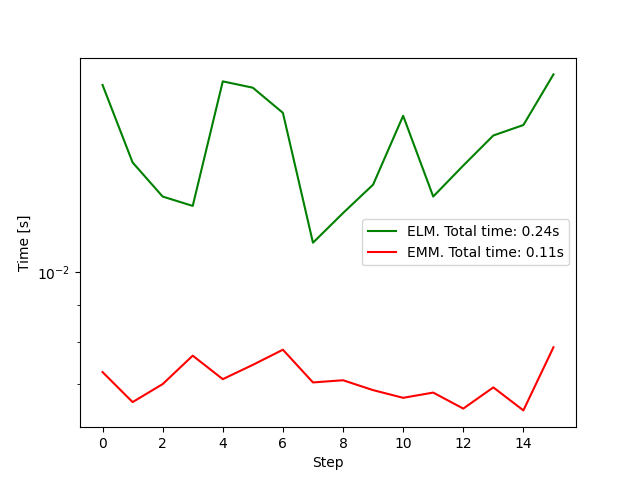 Time [s]
10⁻²
ELM. Total time: 0.24s
EMM. Total time: 0.11s
0 2 4 6 8 10 12 14
Step